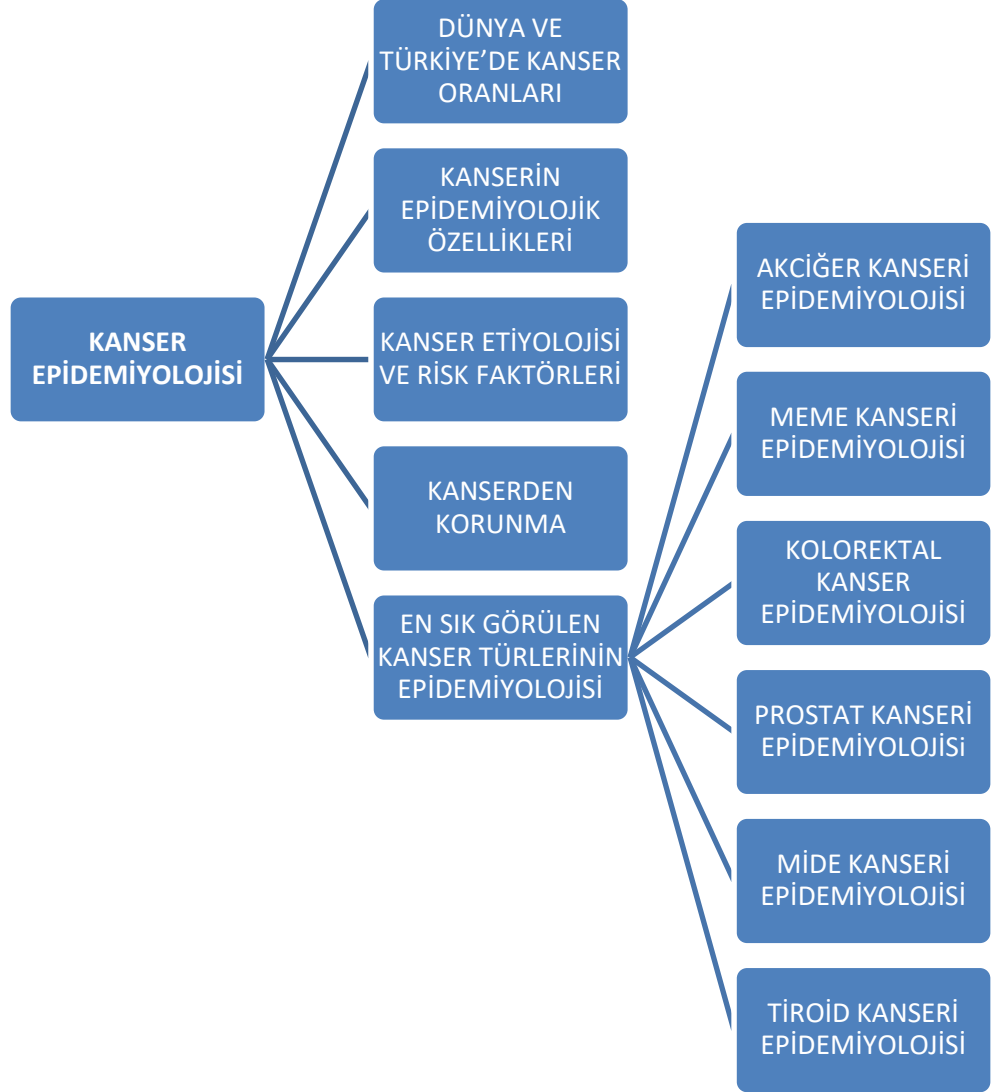 KANSER
EPİDEMİYOLOJİSİ
DÜNYA VE
TÜRKİYE’DE KANSER
ORANLARI
KANSERİN
EPİDEMİYOLOJİK
ÖZELLİKLERİ
KANSER ETİYOLOJİSİ
VE RİSK FAKTÖRLERİ
KANSERDEN
KORUNMA
EN SIK GÖRÜLEN
KANSER TÜRLERİNİN
EPİDEMİYOLOJİSİ
AKCİĞER KANSERİ
EPİDEMİYOLOJİSİ
MEME KANSERİ
EPİDEMİYOLOJİSİ
KOLOREKTAL
KANSER
EPİDEMİYOLOJİSİ
PROSTAT KANSERİ
EPİDEMİYOLOJİSi
MİDE KANSERİ
EPİDEMİYOLOJİSİ
TİROİD KANSERİ
EPİDEMİYOLOJİSİ